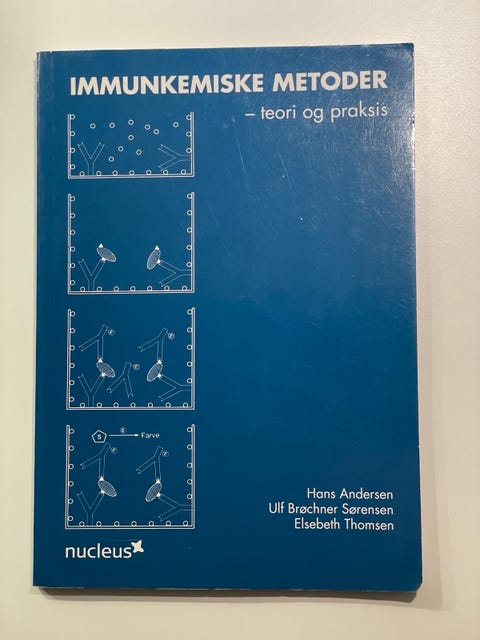 IMMUNKEMISKE METODER
– teori og praksis
E
E
E
E
S
E
Farve
E
E
Hans Andersen
Ulf Brøchner Sørensen
Elsebeth Thomsen
nucleus